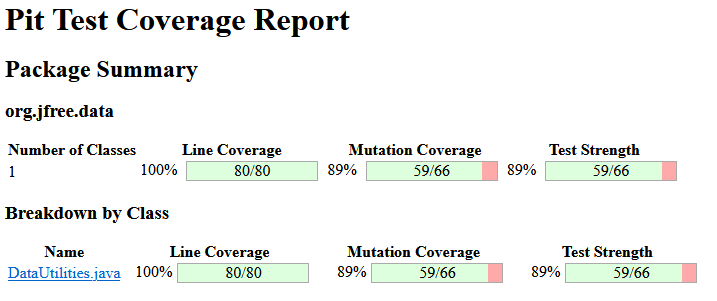 Pit Test Coverage Report
Package Summary
org.jfree.data
Number of Classes Line Coverage Mutation Coverage Test Strength
1 100% 80/80 89% 59/66 89% 59/66
Breakdown by Class
Name Line Coverage Mutation Coverage Test Strength
DataUtilities.java 100% 80/80 89% 59/66 89% 59/66